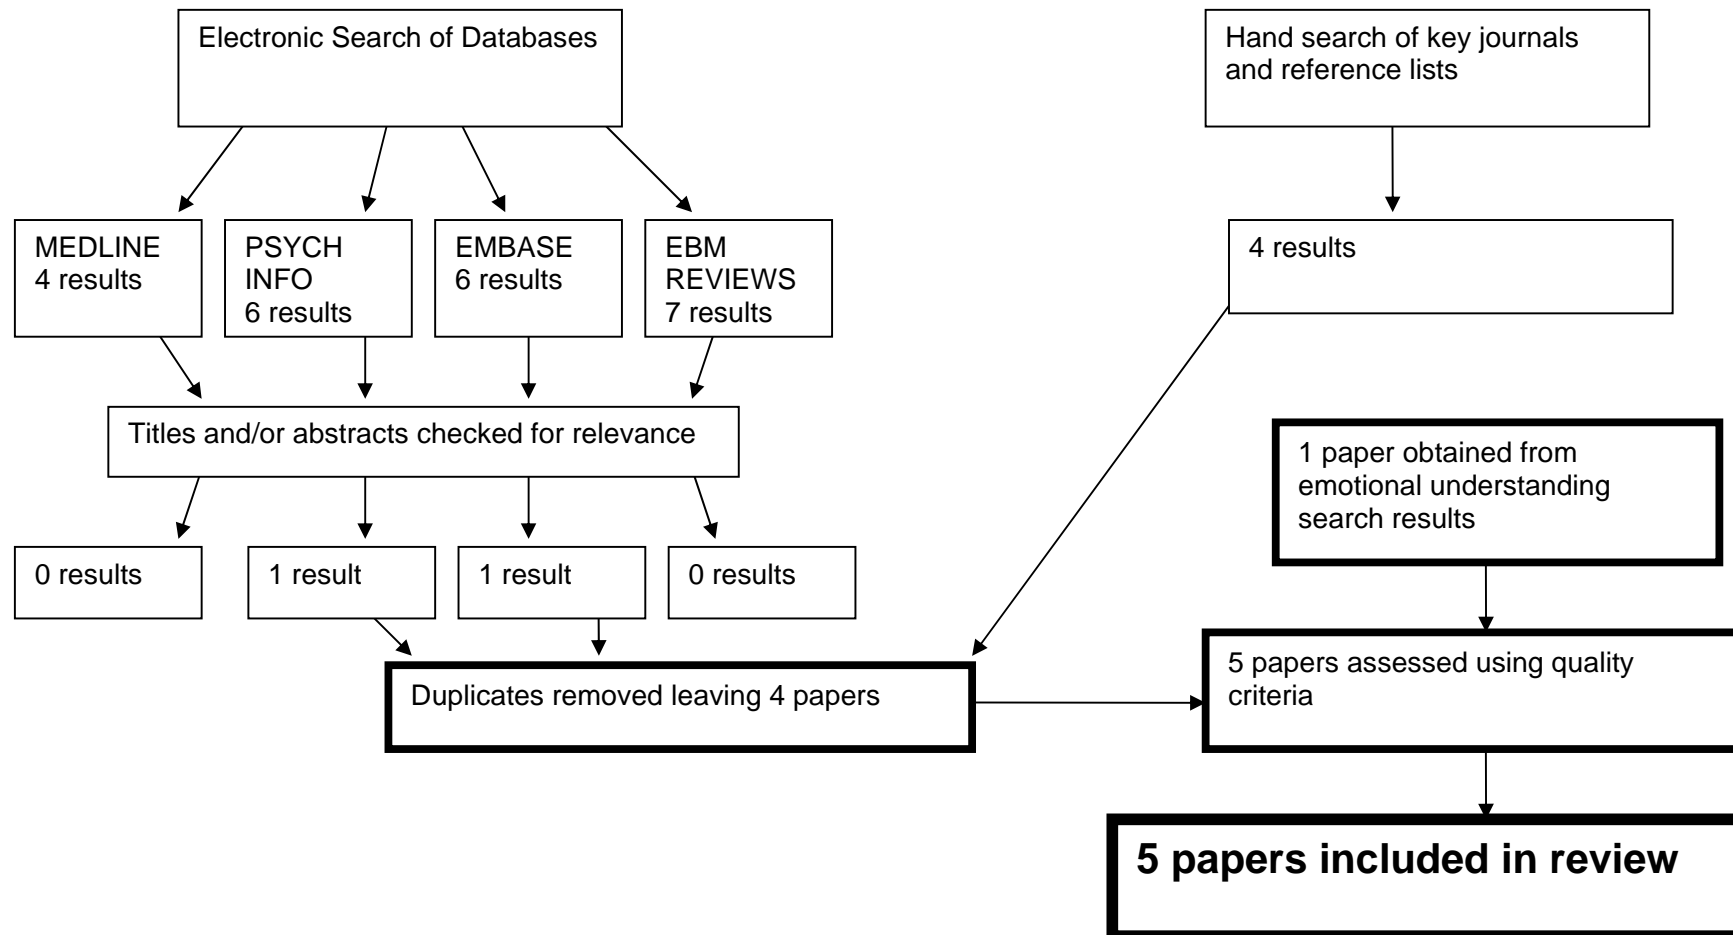 Electronic Search of Databases
Hand search of key journals
and reference lists
MEDLINE
4 results
PSYCH
INFO
6 results
EMBASE
6 results
EBM
REVIEWS
7 results
4 results
Titles and/or abstracts checked for relevance
1 paper obtained from
emotional understanding
search results
0 results
1 result
1 result
0 results
Duplicates removed leaving 4 papers
5 papers assessed using quality
criteria
5 papers included in review